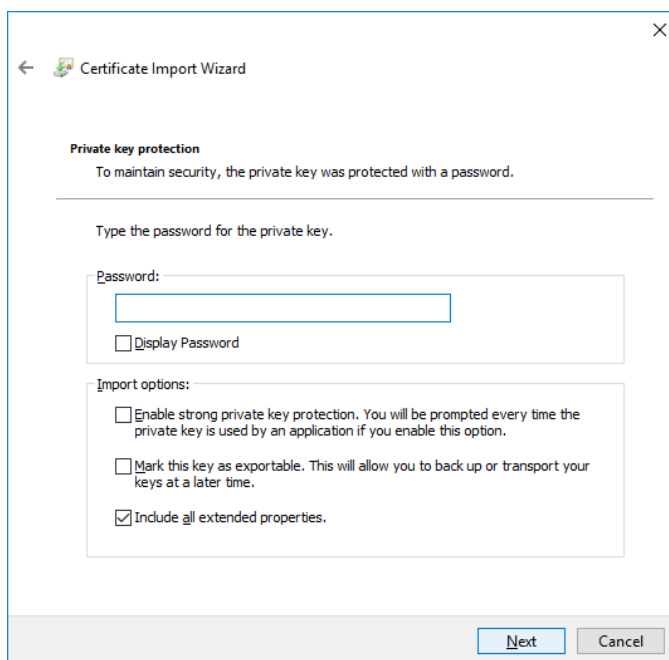 Certificate Import Wizard
Private key protection
To maintain security, the private key was protected with a password.
Type the password for the private key.
Password:
Display Password
Import options:
Enable strong private key protection. You will be prompted every time the
private key is used by an application if you enable this option.
Mark this key as exportable. This will allow you to back up or transport your
keys at a later time.
Include all extended properties.
Next Cancel